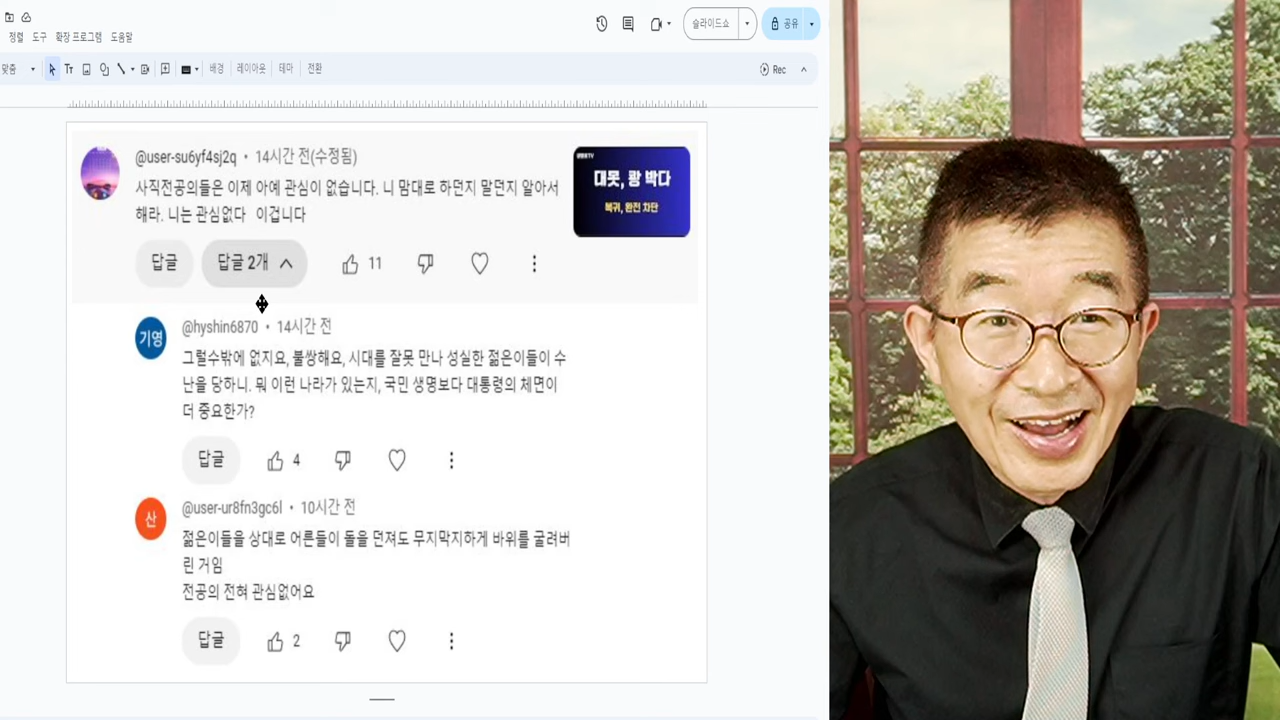 정렬 도구 확장 프로그램 도움말
슬라이드쇼
공유
맞춤
Tr
배경 레이아웃 테마 전환
Rec
@user-su6yf4sj2q • 14시간 전(수정됨)
사직전공의들은 이제 아예 관심이 없습니다. 니 맘대로 하던지 말던지 알아서
해라. 니는 관심없다 이겁니다
대못, 쾅 박다
복귀, 완전 차단
답글
답글 2개
11
기영
@hyshin6870 • 14시간 전
그럴수밖에 없지요, 불쌍해요, 시대를 잘못 만나 성실한 젊은이들이 수
난을 당하니. 뭐 이런 나라가 있는지, 국민 생명보다 대통령의 체면이
더 중요한가?
답글
4
산
@user-ur8fn3gc6l • 10시간 전
젊은이들을 상대로 어른들이 돌을 던져도 무지막지하게 바위를 굴려버
린 거임
전공의 전혀 관심없어요
답글
2